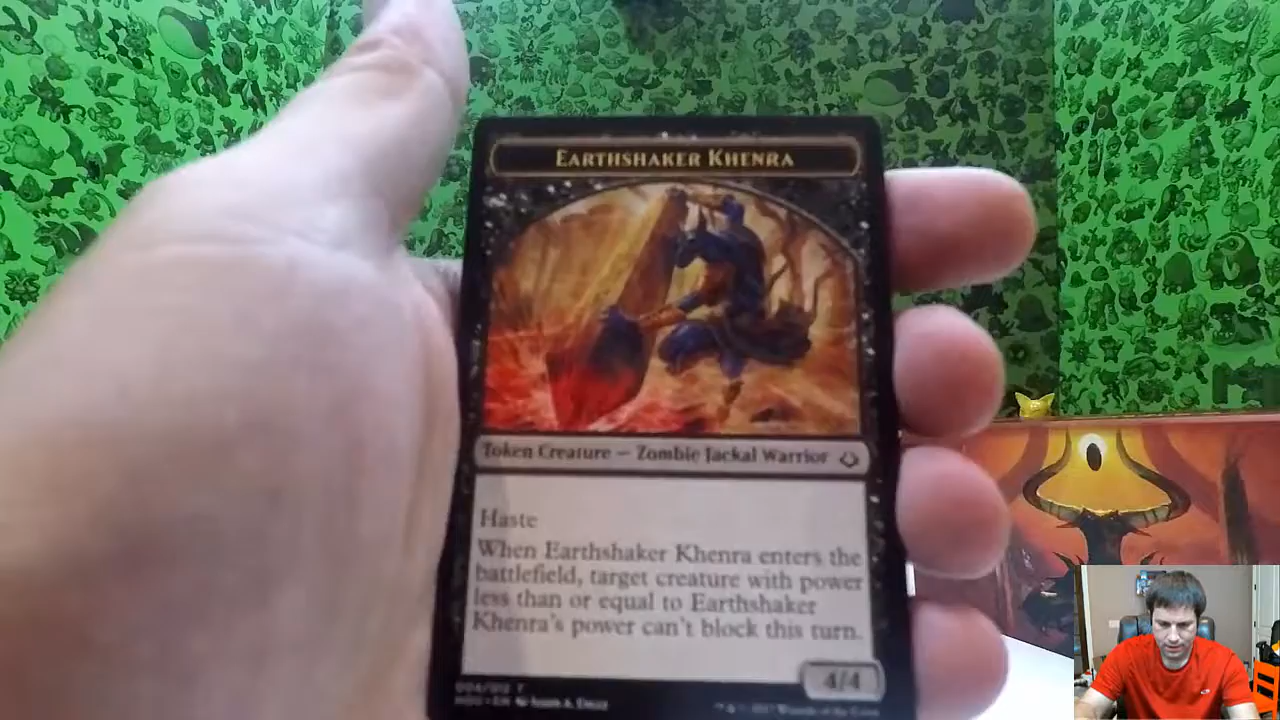 EARTHSHAKER KHENRA
Token Creature — Zombie Jackal Warrior
Haste
When Earthshaker Khenra enters the
battlefield, target creature with power
less than or equal to Earthshaker
Khenra's power can't block this turn.
4/4